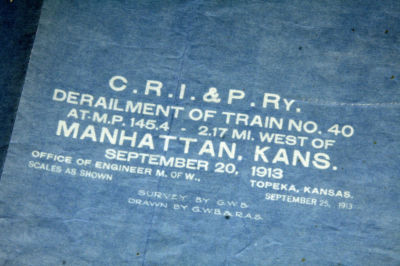 C.R.I. & P. RY.
DERAILMENT OF TRAIN NO. 40
AT M.P. 145.4 - 2.17 MI. WEST OF
MANHATTAN, KANS.
SEPTEMBER 20, 1913
OFFICE OF ENGINEER M. OF W., TOPEKA, KANSAS.
SCALES AS SHOWN SEPTEMBER 25, 1913
SURVEY BY G.W.B.
DRAWN BY G.W.B. & R.A.S.